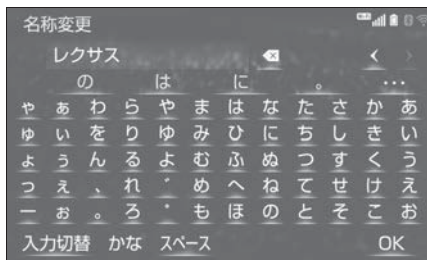 名称変更
レクサス
の は に 。 …
ゃ ぁ わ ら や ま は な た さ か あ
ゅ ぃ を り ゆ み ひ に ち し き い
ょ ぅ ん る よ む ふ ぬ つ す く う
っ ぇ 、 れ ゛ め へ ね て せ け え
ー ぉ 。 ろ ゜ も ほ の と そ こ お
入力切替 かな スペース OK